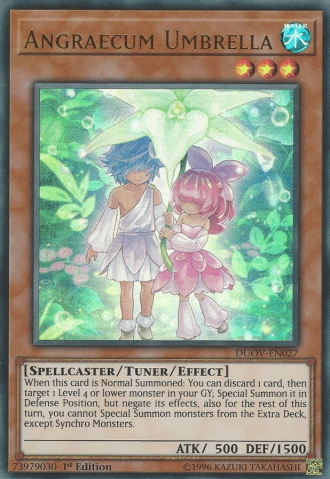 ANGRAECUM UMBRELLA
WATER
水
DUOV-EN027
[SPELLCASTER/TUNER/EFFECT]
When this card is Normal Summoned: You can discard 1 card, then
target 1 Level 4 or lower monster in your GY; Special Summon it in
Defense Position, but negate its effects, also for the rest of this
turn, you cannot Special Summon monsters from the Extra Deck,
except Synchro Monsters.
ATK/ 500 DEF/1500
73979030 1st Edition ©1996 KAZUKI TAKAHASHI